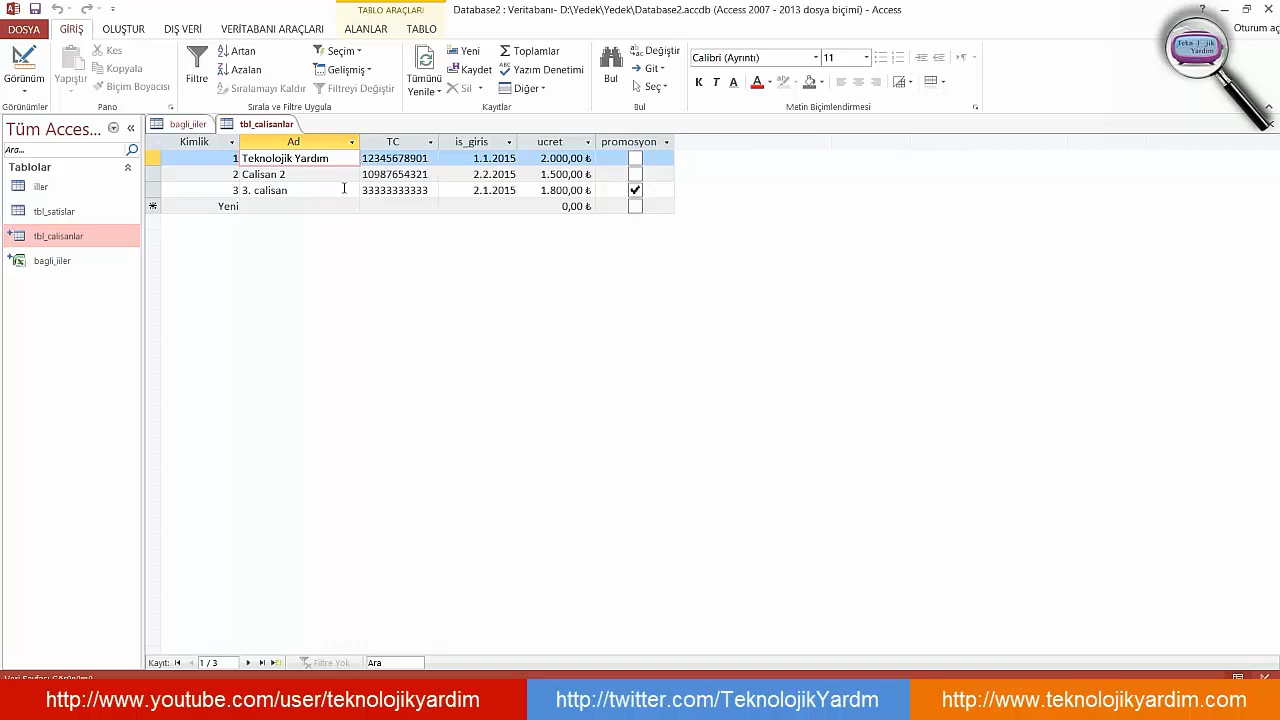 TABLO ARAÇLARI
Database2 : Veritabanı- D:\Yedek\Yedek\Database2.accdb (Access 2007 - 2013 dosya biçimi) - Access
DOSYA GİRİŞ OLUŞTUR DIŞ VERİ VERİTABANI ARAÇLARI ALANLAR TABLO Oturum aç
Görünüm
Görünümler
Yapıştır
Kes
Kopyala
Biçim Boyacısı
Pano
Filtre
Artan
Azalan
Sıralamayı Kaldır
Seçim
Gelişmiş
Filtreyi Değiştir
Sırala ve Filtre Uygula
Tümünü
Yenile
Yeni
Kaydet
Sil
Toplamlar
Yazım Denetimi
Diğer
Kayıtlar
Bul
Değiştir
Git
Seç
Bul
Calibri (Ayrıntı) 11
K T A
Metin Biçimlendirmesi
Teknolojik
Yardım
Tüm Acces...
Ara...
Tablolar
iller
tbl_satislar
tbl_calisanlar
bagli_iiler
bagli_iiler tbl_calisanlar
Kimlik Ad TC is_giris ucret promosyon
1 Teknolojik Yardım 12345678901 1.1.2015 2.000,00 ₺
2 Calisan 2 10987654321 2.2.2015 1.500,00 ₺
3 3. calisan 33333333333 2.1.2015 1.800,00 ₺
Yeni 0,00 ₺
Kayıt: 1 / 3 Filtre Yok Ara
Veri Sayfası Görünümü
http://www.youtube.com/user/teknolojikyardim
http://twitter.com/TeknolojikYardm
http://www.teknolojikyardim.com